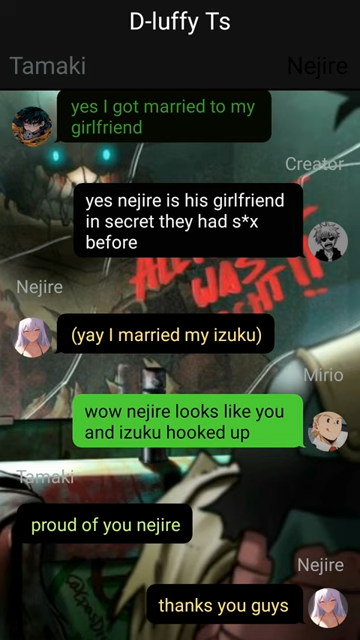 D-luffy Ts
Tamaki
Nejire
yes I got married to my
girlfriend
Creator
yes nejire is his girlfriend
in secret they had s*x
before
Nejire
(yay I married my izuku)
Mirio
wow nejire looks like you
and izuku hooked up
Tamaki
proud of you nejire
Nejire
thanks you guys